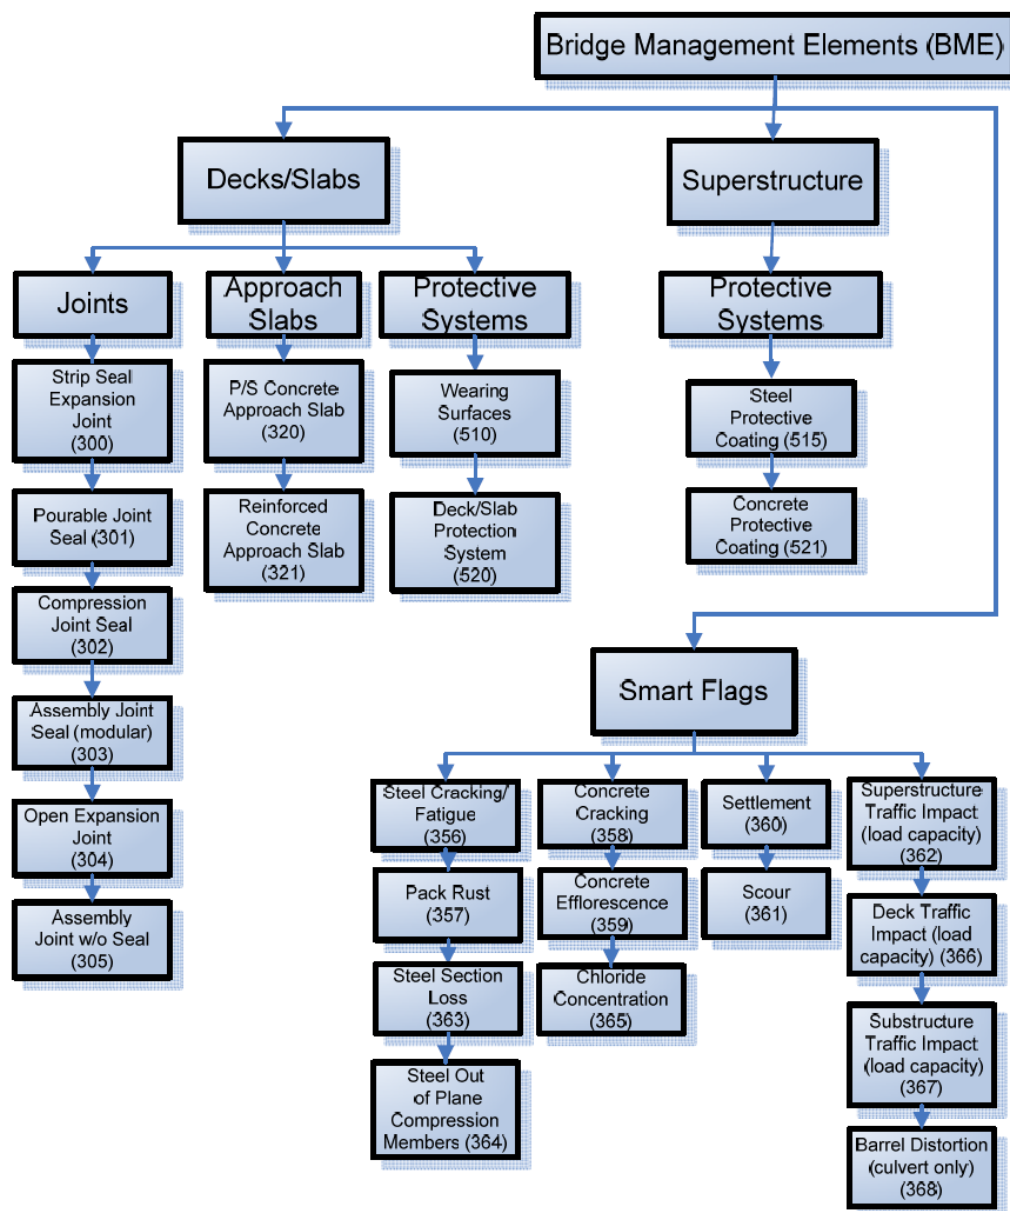 Bridge Management Elements (BME)
Decks/Slabs
Superstructure
Joints
Approach
Slabs
Protective
Systems
Protective
Systems
Strip Seal
Expansion
Joint
(300)
P/S Concrete
Approach Slab
(320)
Wearing
Surfaces
(510)
Steel
Protective
Coating (515)
Pourable Joint
Seal (301)
Reinforced
Concrete
Approach Slab
(321)
Deck/Slab
Protection
System
(520)
Concrete
Protective
Coating (521)
Compression
Joint Seal
(302)
Assembly Joint
Seal (modular)
(303)
Open Expansion
Joint
(304)
Assembly
Joint w/o Seal
(305)
Smart Flags
Steel Cracking/
Fatigue
(356)
Concrete
Cracking
(358)
Settlement
(360)
Superstructure
Traffic Impact
(load capacity)
(362)
Pack Rust
(357)
Concrete
Efflorescence
(359)
Scour
(361)
Deck Traffic
Impact (load
capacity) (366)
Steel Section
Loss
(363)
Chloride
Concentration
(365)
Substructure
Traffic Impact
(load capacity)
(367)
Steel Out
of Plane
Compression
Members (364)
Barrel Distortion
(culvert only)
(368)